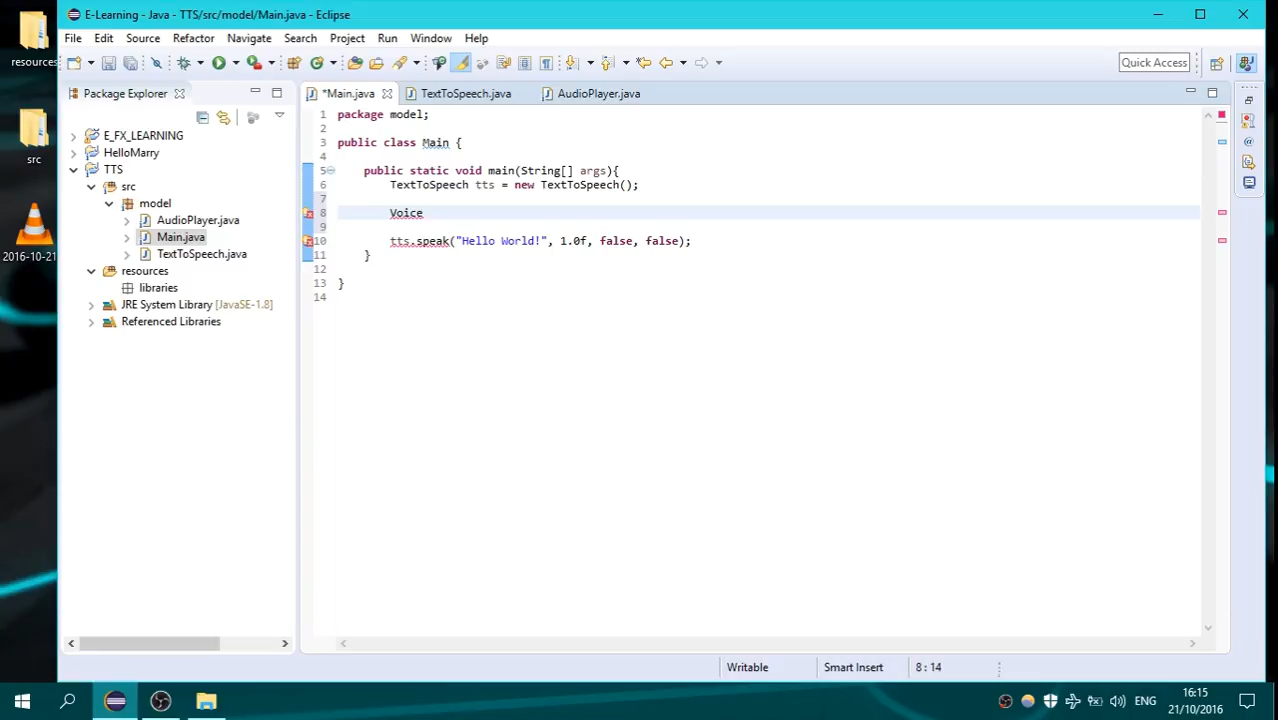 E-Learning - Java - TTS/src/model/Main.java - Eclipse
File Edit Source Refactor Navigate Search Project Run Window Help
Quick Access
Package Explorer
*Main.java TextToSpeech.java AudioPlayer.java
E_FX_LEARNING
HelloMarry
TTS
src
model
AudioPlayer.java
Main.java
TextToSpeech.java
resources
libraries
JRE System Library [JavaSE-1.8]
Referenced Libraries
1 package model;
2
3 public class Main {
4
5 public static void main(String[] args){
6 TextToSpeech tts = new TextToSpeech();
7
8 Voice
9
10 tts.speak("Hello World!", 1.0f, false, false);
11 }
12
13 }
14
Writable Smart Insert 8 : 14
resources
src
2016-10-21
ENG
16:15
21/10/2016